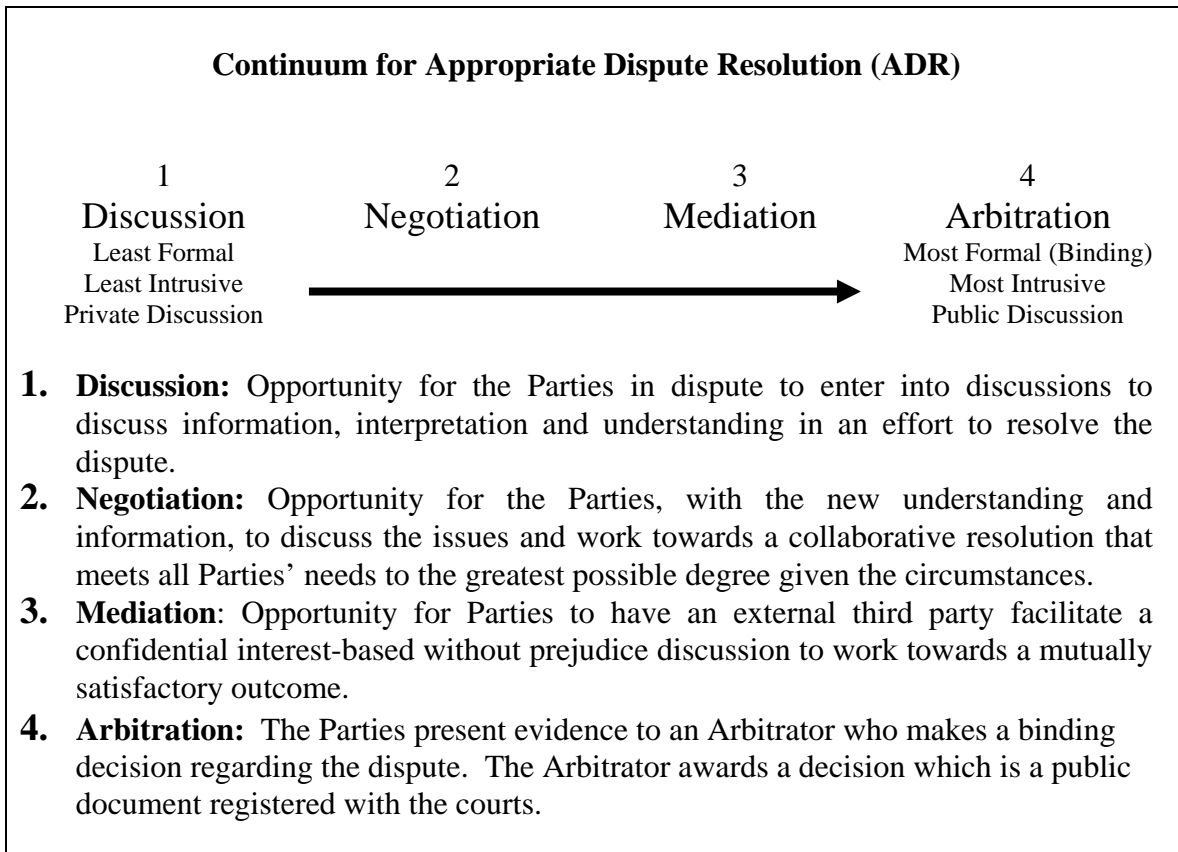 Continuum for Appropriate Dispute Resolution (ADR)
1 2 3 4
Discussion Negotiation Mediation Arbitration
Least Formal Most Formal (Binding)
Least Intrusive Most Intrusive
Private Discussion Public Discussion
1. Discussion: Opportunity for the Parties in dispute to enter into discussions to
discuss information, interpretation and understanding in an effort to resolve the
dispute.
2. Negotiation: Opportunity for the Parties, with the new understanding and
information, to discuss the issues and work towards a collaborative resolution that
meets all Parties’ needs to the greatest possible degree given the circumstances.
3. Mediation: Opportunity for Parties to have an external third party facilitate a
confidential interest-based without prejudice discussion to work towards a mutually
satisfactory outcome.
4. Arbitration: The Parties present evidence to an Arbitrator who makes a binding
decision regarding the dispute. The Arbitrator awards a decision which is a public
document registered with the courts.